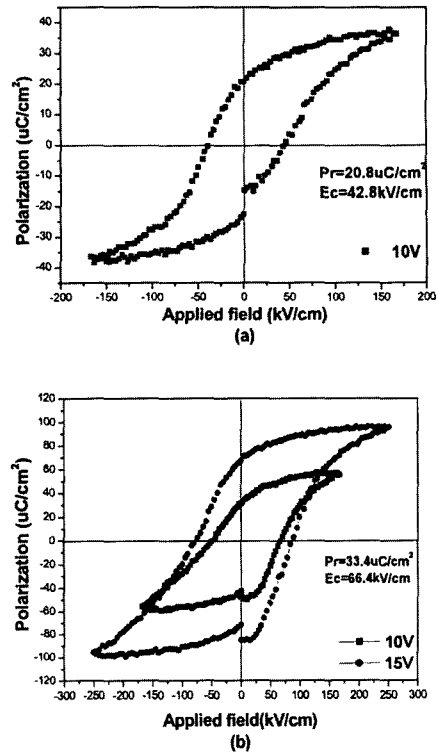 (a)
40
30
20
10
0
-10
-20
-30
-40
Polarization (uC/cm²)
Pr=20.8uC/cm²
Ec=42.8kV/cm
10V
-200 -150 -100 -50 0 50 100 150 200
Applied field (kV/cm)
(a)
120
100
80
60
40
20
0
-20
-40
-60
-80
-100
-120
Polarization (uC/cm²)
Pr=33.4uC/cm²
Ec=66.4kV/cm
10V
15V
-300 -250 -200 -150 -100 -50 0 50 100 150 200 250 300
Applied field(kV/cm)
(b)